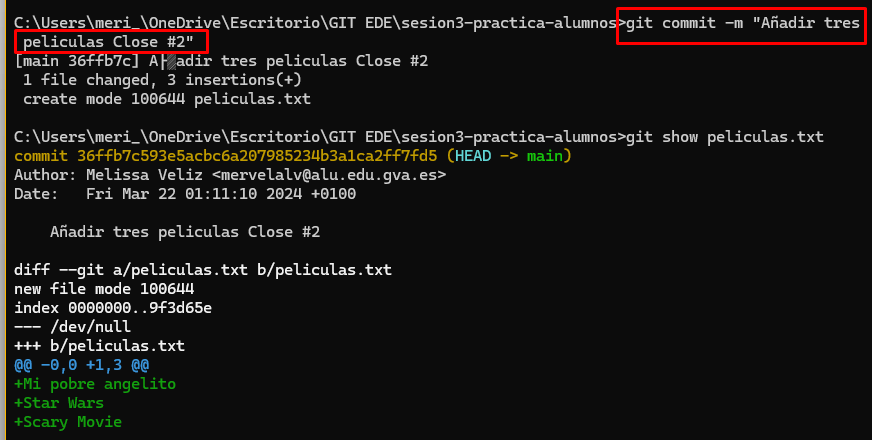 C:\Users\meri_\OneDrive\Escritorio\GIT EDE\sesion3-practica-alumnos>git commit -m "Añadir tres
peliculas Close #2"
[main 36ffb7c] A├▒adir tres peliculas Close #2
1 file changed, 3 insertions(+)
create mode 100644 peliculas.txt
C:\Users\meri_\OneDrive\Escritorio\GIT EDE\sesion3-practica-alumnos>git show peliculas.txt
commit 36ffb7c593e5acbc6a207985234b3a1ca2ff7fd5 (HEAD -> main)
Author: Melissa Veliz <mervelalv@alu.edu.gva.es>
Date:   Fri Mar 22 01:11:10 2024 +0100
Añadir tres peliculas Close #2
diff --git a/peliculas.txt b/peliculas.txt
new file mode 100644
index 0000000..9f3d65e
--- /dev/null
+++ b/peliculas.txt
@@ -0,0 +1,3 @@
+Mi pobre angelito
+Star Wars
+Scary Movie